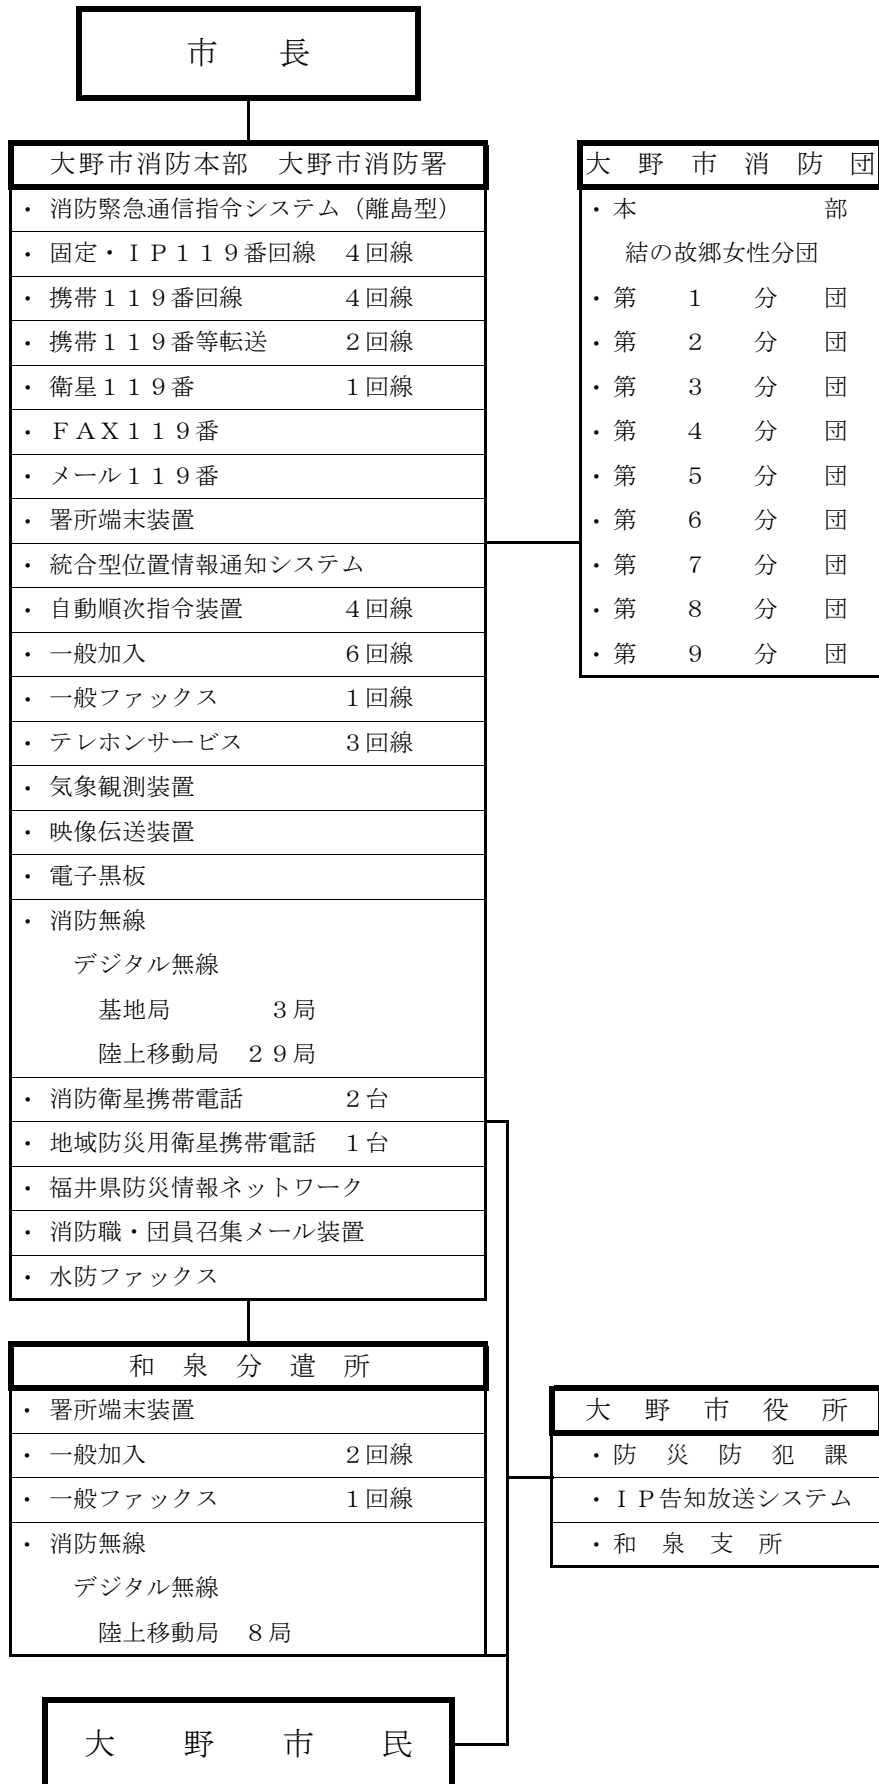 市　長
大野市消防本部　大野市消防署
・ 消防緊急通信指令システム（離島型）
・ 固定・ＩＰ１１９番回線　４回線
・ 携帯１１９番回線　４回線
・ 携帯１１９番等転送　２回線
・ 衛星１１９番　１回線
・ ＦＡＸ１１９番
・ メール１１９番
・ 署所端末装置
・ 統合型位置情報通知システム
・ 自動順次指令装置　４回線
・ 一般加入　６回線
・ 一般ファックス　１回線
・ テレホンサービス　３回線
・ 気象観測装置
・ 映像伝送装置
・ 電子黒板
・ 消防無線
デジタル無線
基地局　３局
陸上移動局　２９局
・ 消防衛星携帯電話　２台
・ 地域防災用衛星携帯電話　１台
・ 福井県防災情報ネットワーク
・ 消防職・団員召集メール装置
・ 水防ファックス
大　野　市　消　防　団
・本　部
結の故郷女性分団
・第　１　分　団
・第　２　分　団
・第　３　分　団
・第　４　分　団
・第　５　分　団
・第　６　分　団
・第　７　分　団
・第　８　分　団
・第　９　分　団
和　泉　分　遣　所
・ 署所端末装置
・ 一般加入　２回線
・ 一般ファックス　１回線
・ 消防無線
デジタル無線
陸上移動局　８局
大　野　市　役　所
・防　災　防　犯　課
・ＩＰ告知放送システム
・和　泉　支　所
大　野　市　民